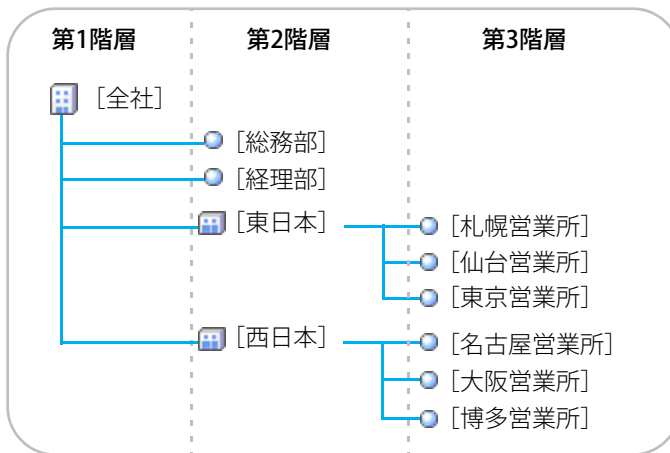 第1階層 第2階層 第3階層
［全社］
［総務部］
［経理部］
［東日本］ ［札幌営業所］
［仙台営業所］
［東京営業所］
［西日本］ ［名古屋営業所］
［大阪営業所］
［博多営業所］